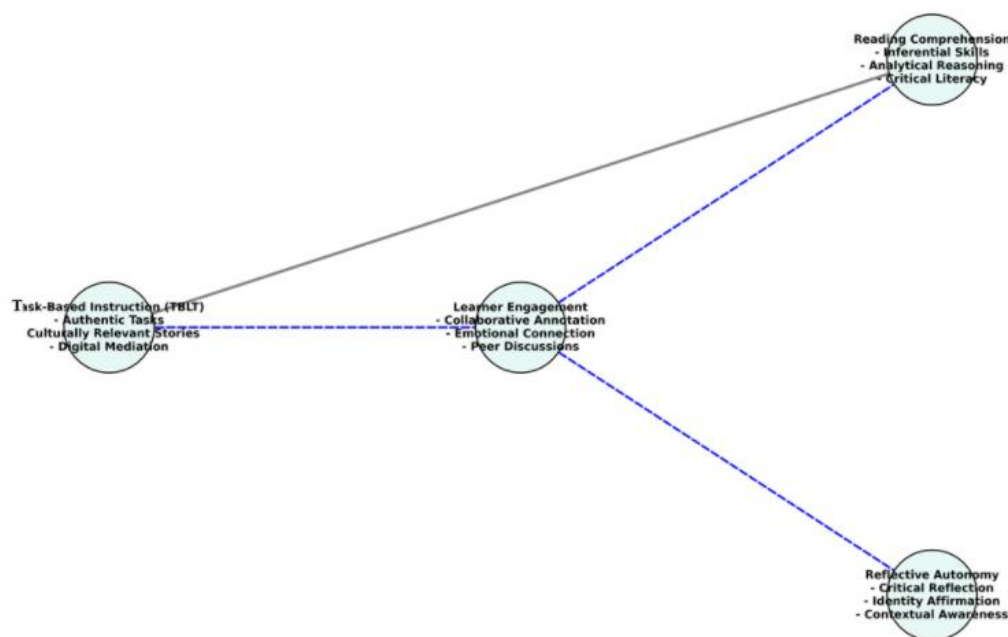 Reading Comprehension
- Inferential Skills
- Analytical Reasoning
- Critical Literacy
Task-Based Instruction (TBLT)
- Authentic Tasks
Culturally Relevant Stories
- Digital Mediation
Learner Engagement
- Collaborative Annotation
- Emotional Connection
- Peer Discussions
Reflective Autonomy
- Critical Reflection
- Identity Affirmation
- Contextual Awareness